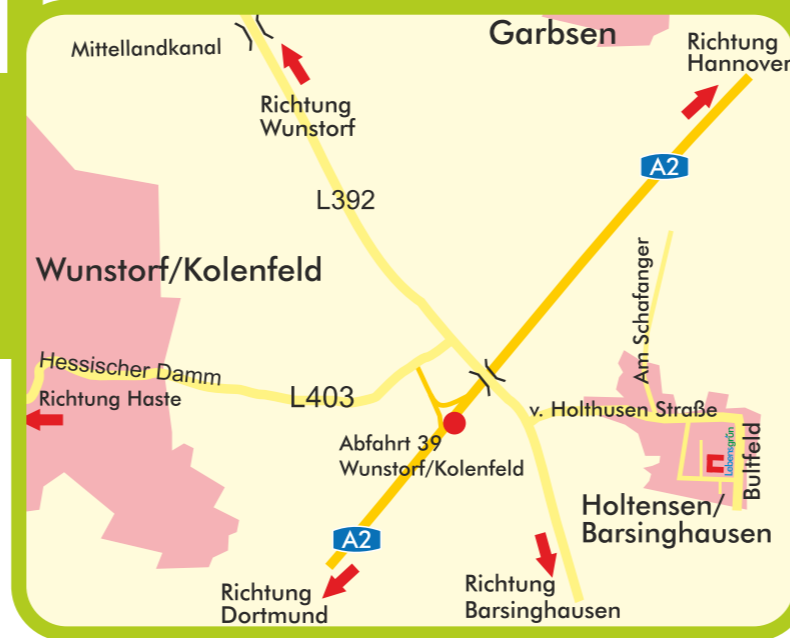 Garbsen
Mittellandkanal
Richtung
Hannover
Richtung
Wunstorf
A2
L392
Wunstorf/Kolenfeld
Am Schafanger
Hessischer Damm
Richtung Haste
L403
v. Holthusen Straße
Abfahrt 39
Wunstorf/Kolenfeld
Lebensgrün
Bultfeld
Holtensen/
Barsinghausen
A2
Richtung
Dortmund
Richtung
Barsinghausen